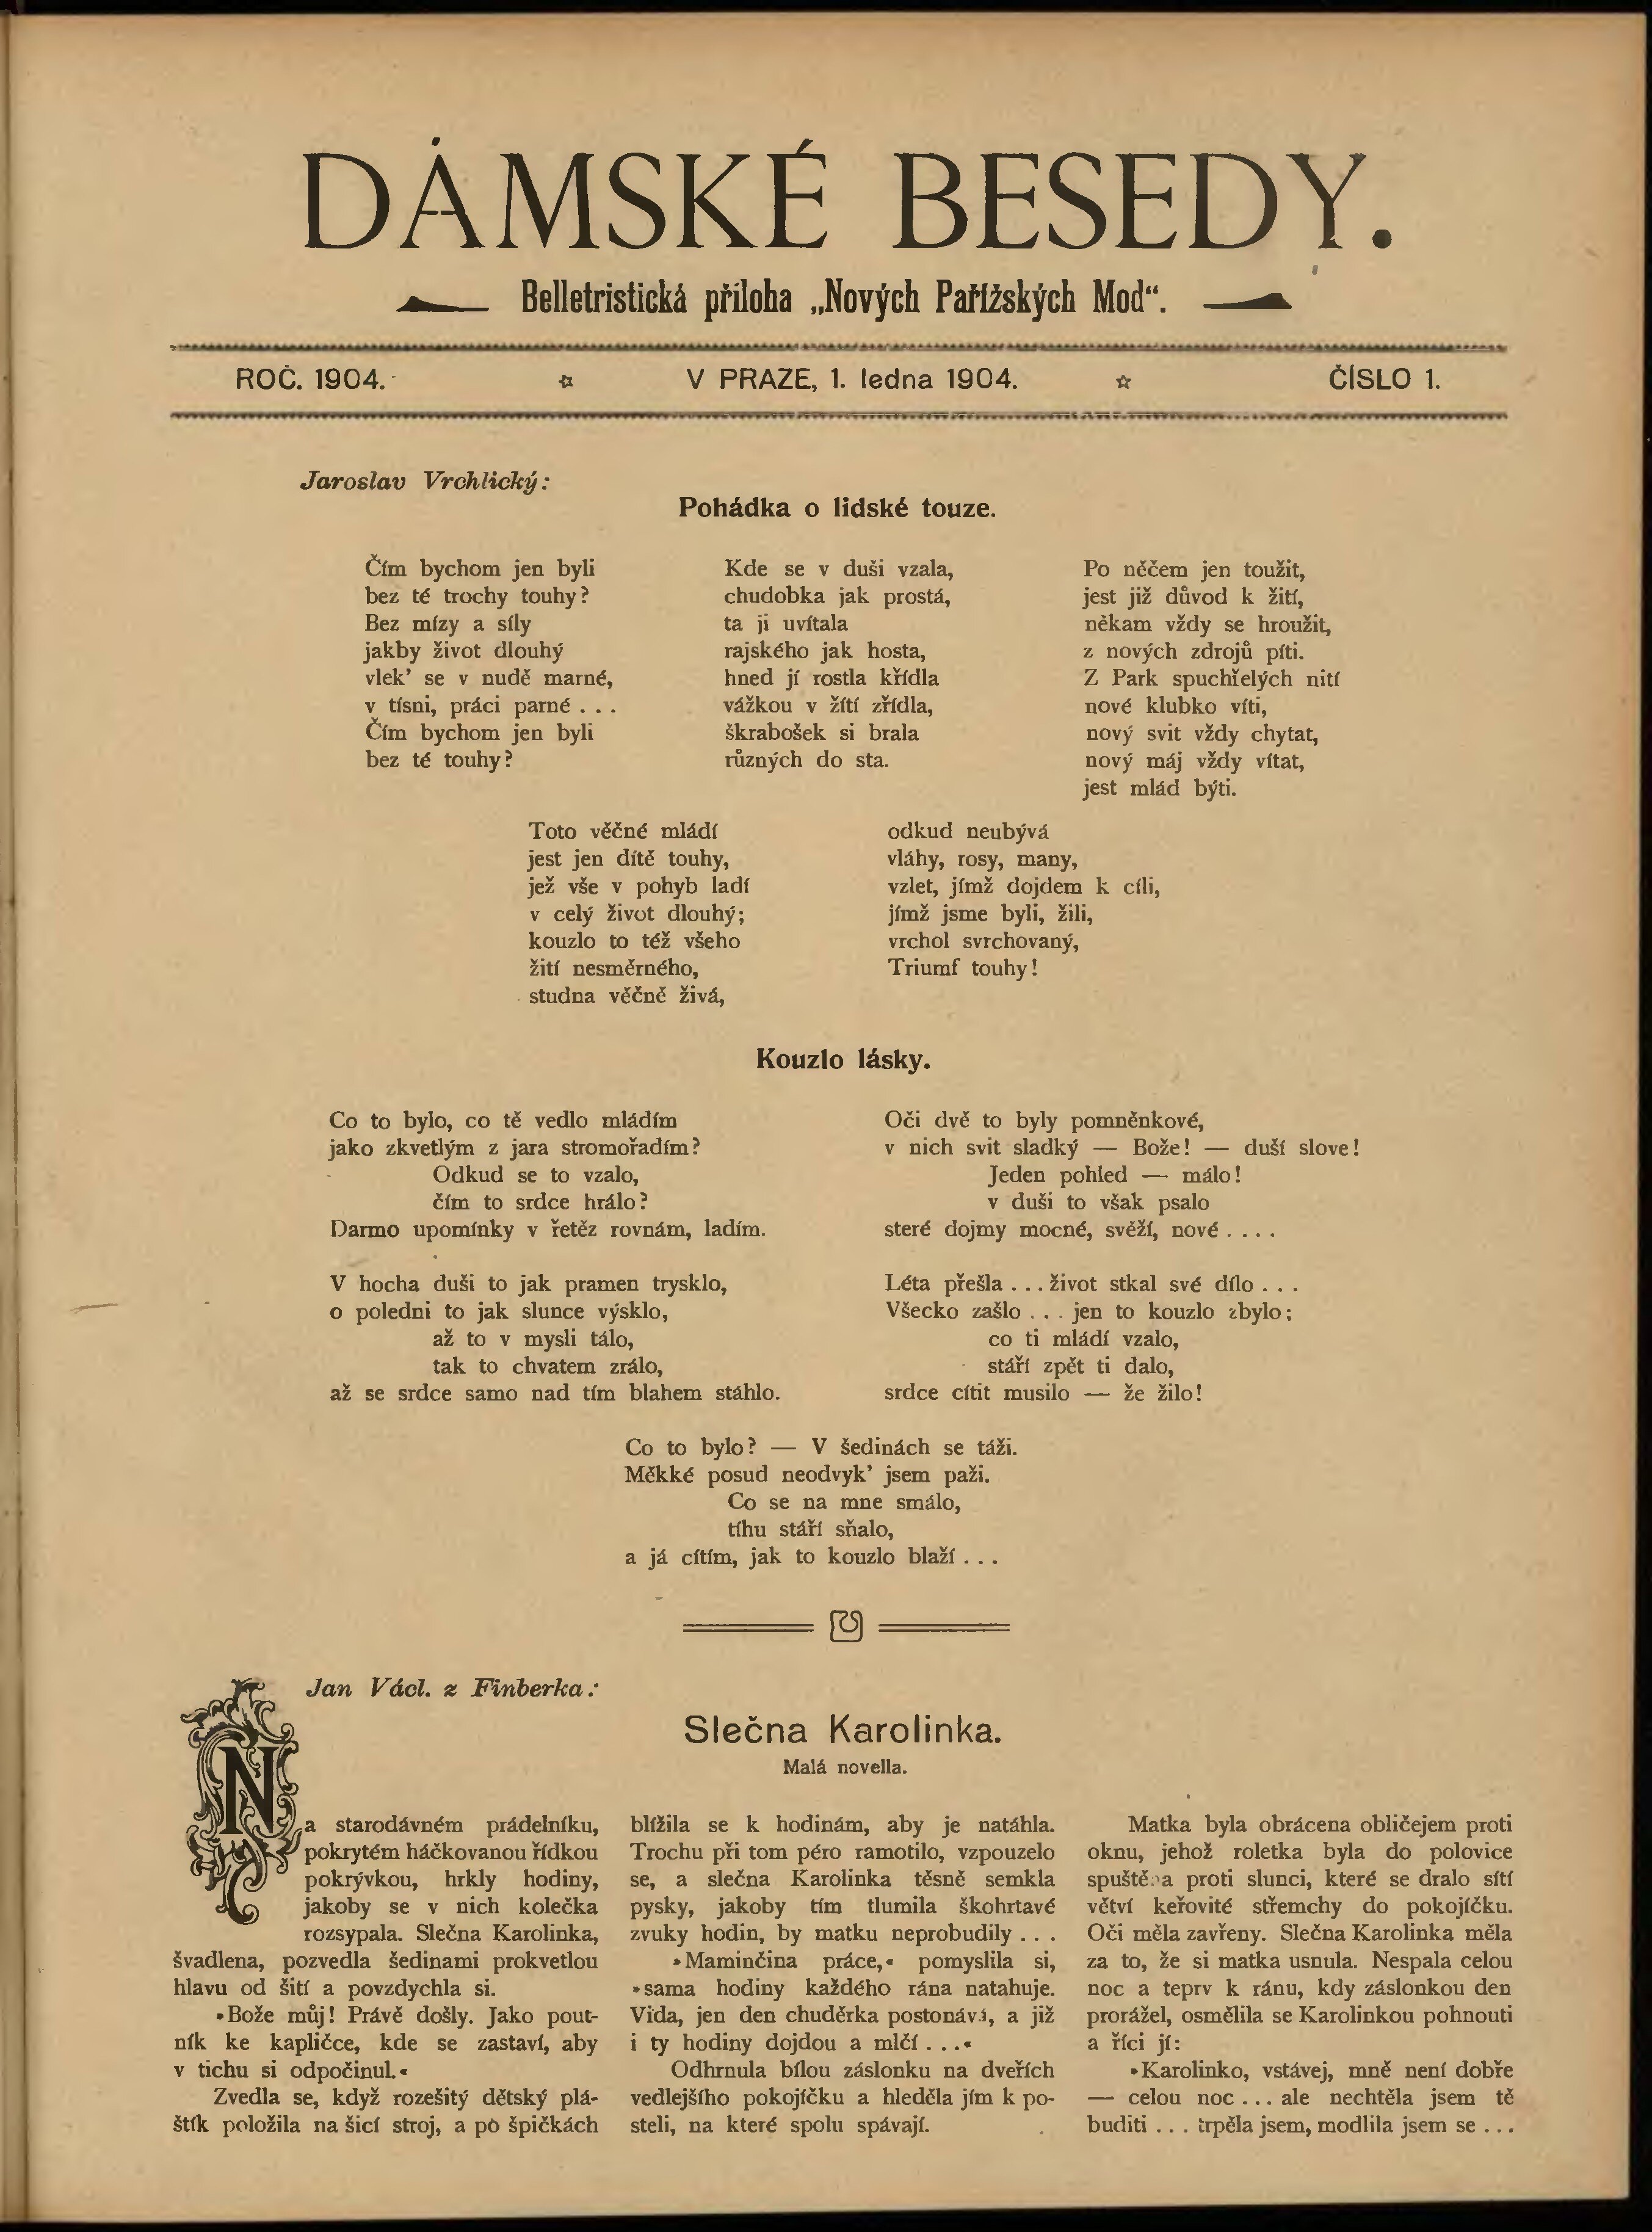 DÁMSKÉ BESEDY.
Belletristická příloha „Nových Pařížských Mod“.
ROČ. 1904. ☆ V PRAZE, 1. ledna 1904. ☆ ČÍSLO 1.
Jaroslav Vrchlický:
Pohádka o lidské touze.
Čím bychom jen byli
bez té trochy touhy?
Bez mízy a síly
jakby život dlouhý
vlek’ se v nudě marné,
v tísni, práci parné . . .
Čím bychom jen byli
bez té touhy?
Kde se v duši vzala,
chudobka jak prostá,
ta ji uvítala
rajského jak hosta,
hned jí rostla křídla
vážkou v žítí zřídla,
škrabošek si brala
různých do sta.
Po něčem jen toužit,
jest již důvod k žití,
někam vždy se hroužit,
z nových zdrojů píti.
Z Park spuchřelých nití
nové klubko víti,
nový svit vždy chytat,
nový máj vždy vítat,
jest mlád býti.
Toto věčné mládí
jest jen dítě touhy,
jež vše v pohyb ladí
v celý život dlouhý;
kouzlo to též všeho
žití nesměrného,
studna věčně živá,
odkud neubývá
vláhy, rosy, many,
vzlet, jímž dojdem k cíli,
jímž jsme byli, žili,
vrchol svrchovaný,
Triumf touhy!
Kouzlo lásky.
Co to bylo, co tě vedlo mládím
jako zkvetlým z jara stromořadím?
Odkud se to vzalo,
čím to srdce hrálo?
Darmo upomínky v řetěz rovnám, ladím.
V hocha duši to jak pramen trysklo,
o poledni to jak slunce výsklo,
až to v mysli tálo,
tak to chvatem zrálo,
až se srdce samo nad tím blahem stáhlo.
Oči dvě to byly pomněnkové,
v nich svit sladký — Bože! — duší slove!
Jeden pohled — málo!
v duši to však psalo
steré dojmy mocné, svěží, nové . . . .
Léta přešla . . . život stkal své dílo . . .
Všecko zašlo . . . jen to kouzlo zbylo;
co ti mládí vzalo,
stáří zpět ti dalo,
srdce cítit musilo — že žilo!
Co to bylo? — V šedinách se táži.
Měkké posud neodvyk’ jsem paži.
Co se na mne smálo,
tíhu stáří sňalo,
a já cítím, jak to kouzlo blaží . . .
Jan Václ. z Finberka:
Slečna Karolinka.
Malá novella.
Na starodávném prádelníku,
pokrytém háčkovanou řídkou
pokrývkou, hrkly hodiny,
jakoby se v nich kolečka
rozsypala. Slečna Karolinka,
švadlena, pozvedla šedinami prokvetlou
hlavu od šití a povzdychla si.
»Bože můj! Právě došly. Jako pout-
ník ke kapličce, kde se zastaví, aby
v tichu si odpočinul.«
Zvedla se, když rozešitý dětský plá-
štík položila na šicí stroj, a po špičkách
blížila se k hodinám, aby je natáhla.
Trochu při tom péro ramotilo, vzpouzelo
se, a slečna Karolinka těsně semkla
pysky, jakoby tím tlumila škohrtavé
zvuky hodin, by matku neprobudily . . .
»Maminčina práce,« pomyslila si,
»sama hodiny každého rána natahuje.
Vida, jen den chuděrka postonává, a již
i ty hodiny dojdou a mlčí . . .«
Odhrnula bílou záslonku na dveřích
vedlejšího pokojíčku a hleděla jím k po-
steli, na které spolu spávají.
Matka byla obrácena obličejem proti
oknu, jehož roletka byla do polovice
spuštěna proti slunci, které se dralo sítí
větví keřovité střemchy do pokojíčku.
Oči měla zavřeny. Slečna Karolinka měla
za to, že si matka usnula. Nespala celou
noc a teprv k ránu, kdy záslonkou den
prorážel, osmělila se Karolinkou pohnouti
a říci jí:
»Karolinko, vstávej, mně není dobře
— celou noc . . . ale nechtěla jsem tě
buditi . . . trpěla jsem, modlila jsem se . . .